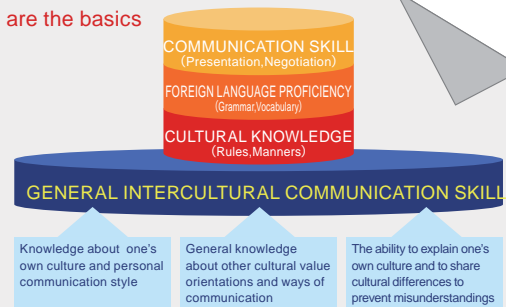 are the basics
COMMUNICATION SKILL
(Presentation,Negotiation)
FOREIGN LANGUAGE PROFICIENCY
(Grammar,Vocabulary)
CULTURAL KNOWLEDGE
(Rules,Manners)
GENERAL INTERCULTURAL COMMUNICATION SKILL
Knowledge about one's
own culture and personal
communication style
General knowledge
about other cultural value
orientations and ways of
communication
The ability to explain one's
own culture and to share
cultural differences to
prevent misunderstandings